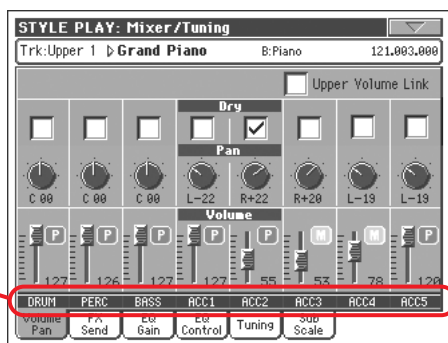 STYLE PLAY: Mixer/Tuning
Trk:Upper 1 Grand Piano B:Piano 121.003.000
Upper Volume Link
Dry
Pan
C 00 C 00 C 00 L-22 R+22 R+20 L-19 L-19
Volume
P P P P P M M P
127 126 127 127 55 53 78 120
DRUM PERC BASS ACC1 ACC2 ACC3 ACC4 ACC5
Volume Pan FX Send EQ Gain EQ Control Tuning Sub Scale